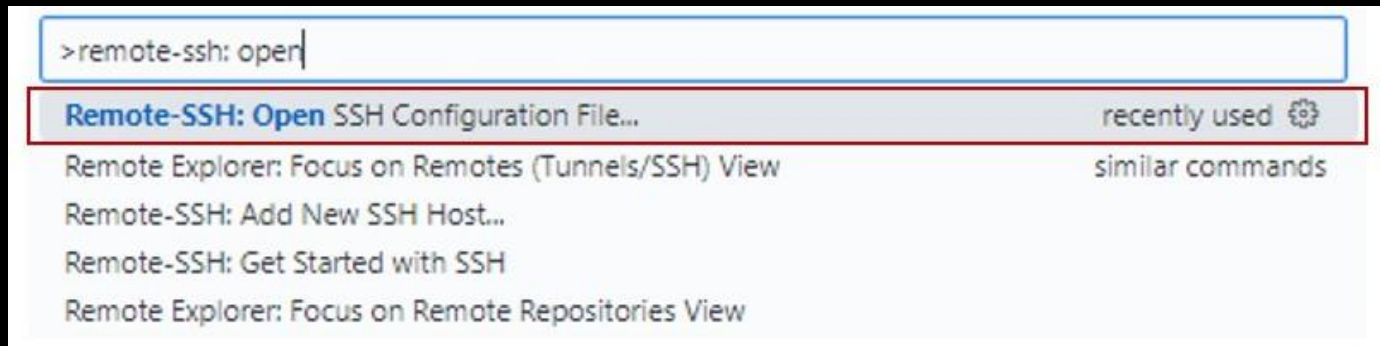 >remote-ssh: open
Remote-SSH: Open SSH Configuration File... recently used
Remote Explorer: Focus on Remotes (Tunnels/SSH) View similar commands
Remote-SSH: Add New SSH Host...
Remote-SSH: Get Started with SSH
Remote Explorer: Focus on Remote Repositories View